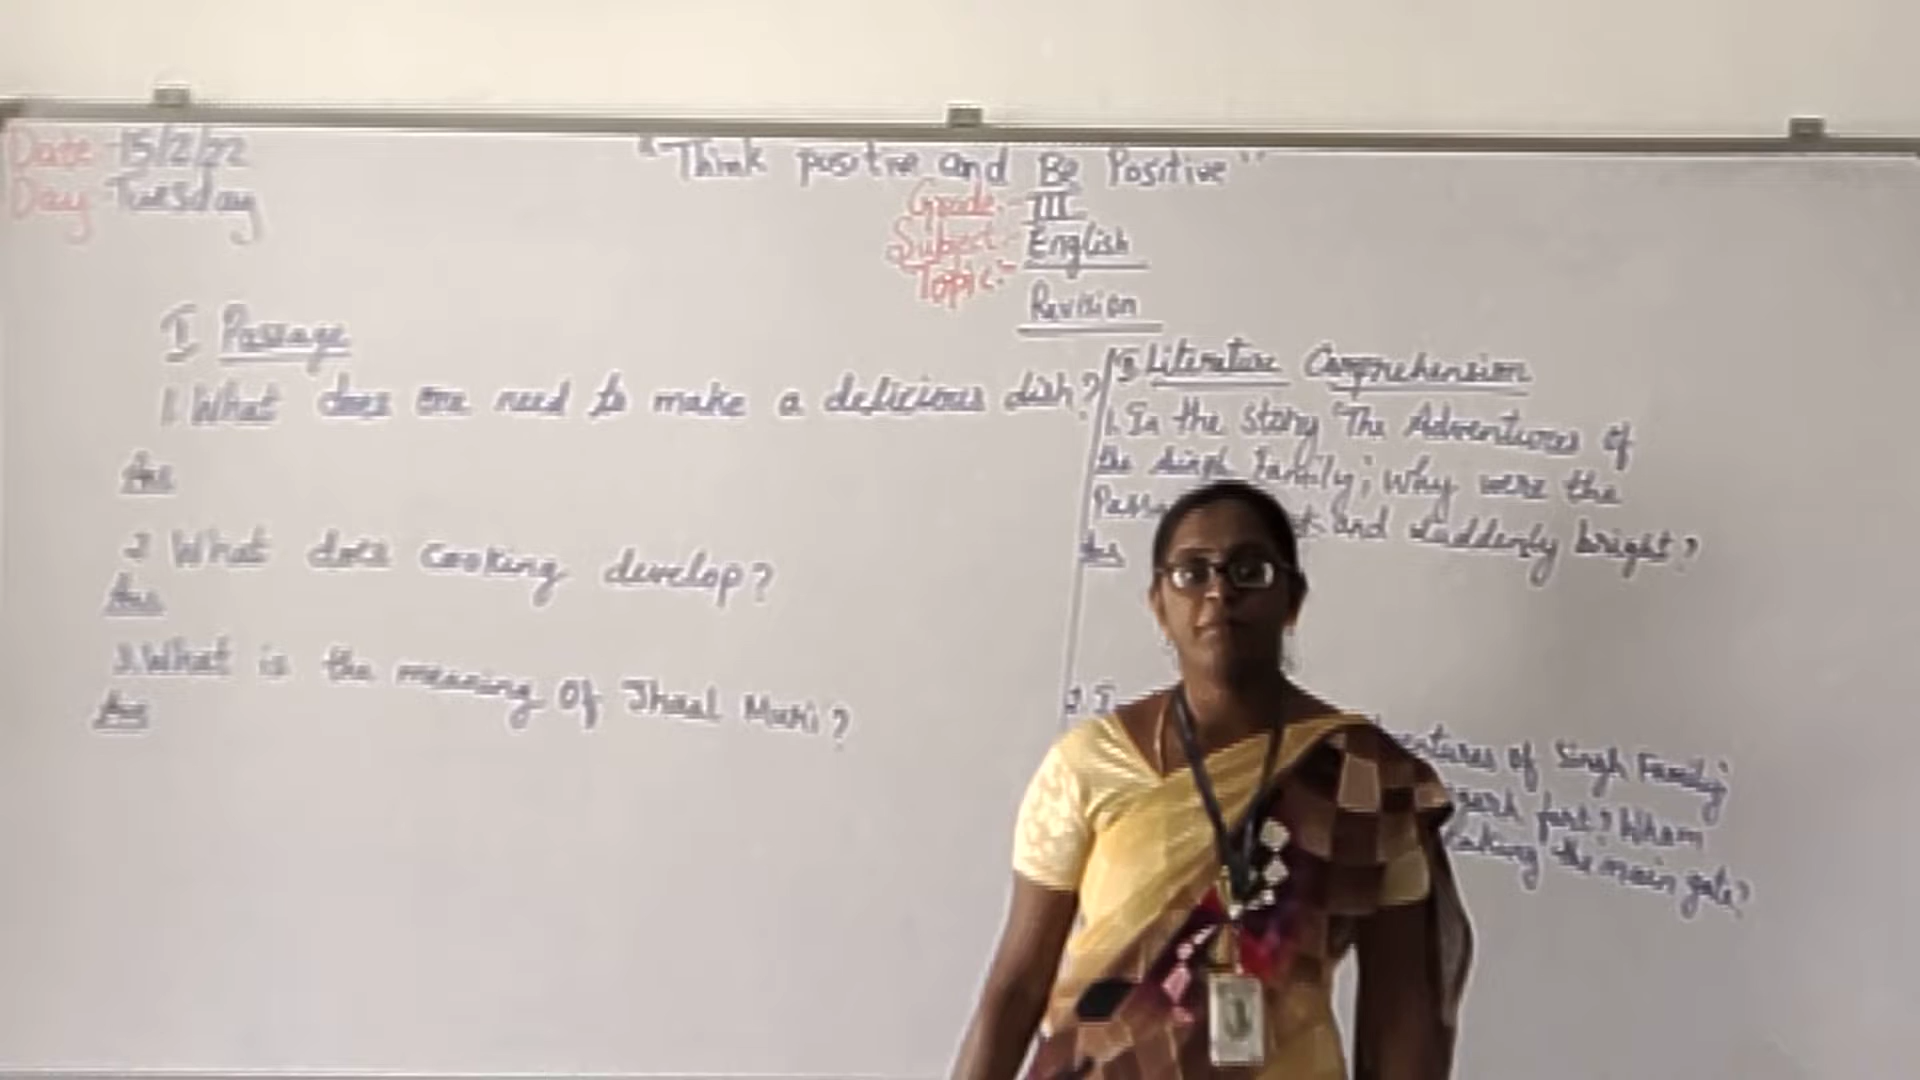 Date 15/2/22
Day Tuesday
"Think positive and Be Positive"
Grade:- III
Subject:- English
Topic:-
Revision
I Passage
1. What does one need to make a delicious dish?
Ans
2 What does cooking develop?
Ans
3. What is the meaning Of Jhaal Muri?
Ans
Literature Comprehension
1. In the story 'The Adventures of
the Singh Family', Why were the
and suddenly bright?
Ans
2. I
of Singh Family'
fort? Whom
the main gate?